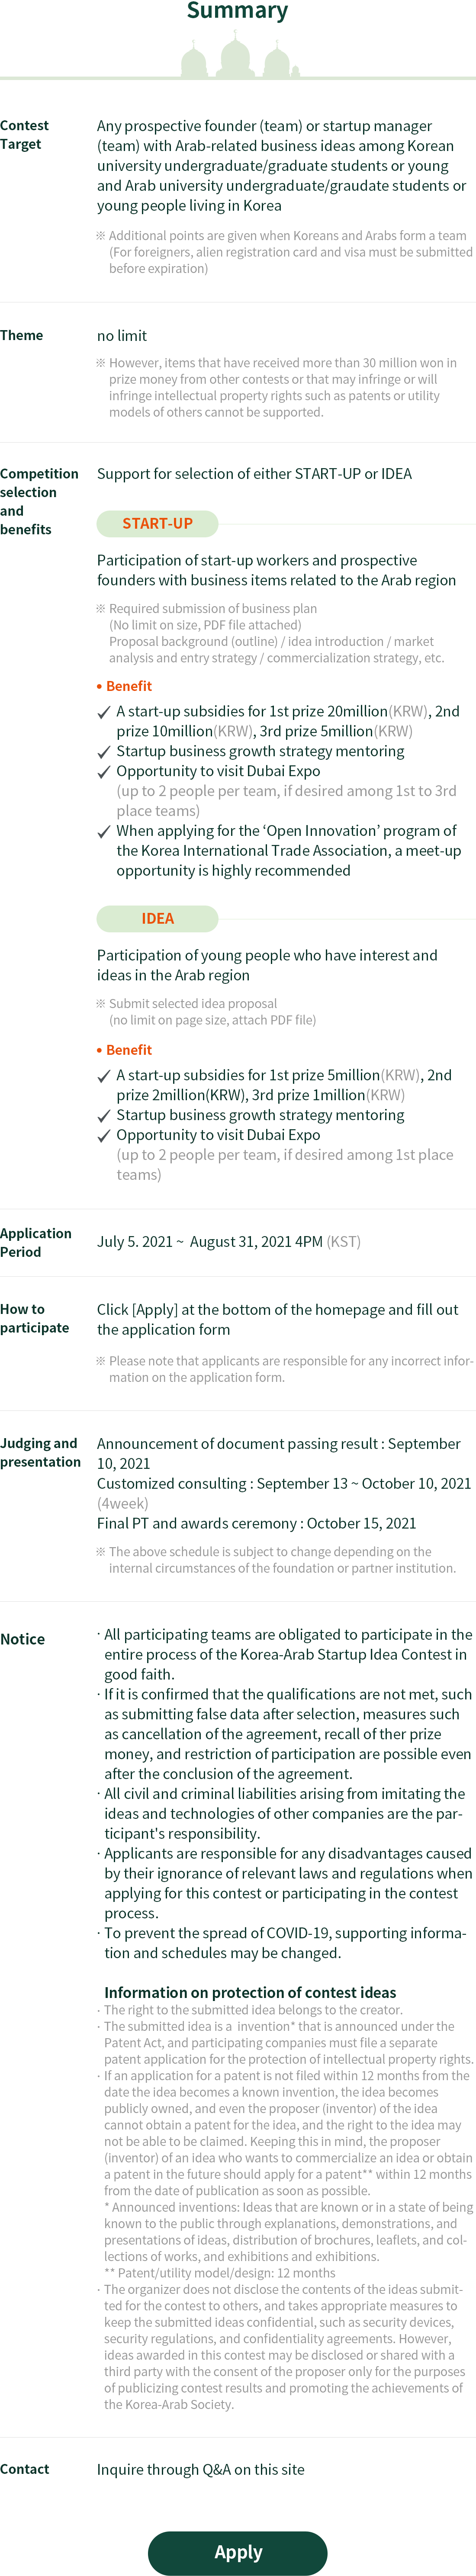 Summary
Contest
Target
Any prospective founder (team) or startup manager
(team) with Arab-related business ideas among Korean
university undergraduate/graduate students or young
and Arab university undergraduate/graudate students or
young people living in Korea
※ Additional points are given when Koreans and Arabs form a team
(For foreigners, alien registration card and visa must be submitted
before expiration)
Theme
no limit
※ However, items that have received more than 30 million won in
prize money from other contests or that may infringe or will
infringe intellectual property rights such as patents or utility
models of others cannot be supported.
Competition
selection
and
benefits
Support for selection of either START-UP or IDEA
START-UP
Participation of start-up workers and prospective
founders with business items related to the Arab region
※ Required submission of business plan
(No limit on size, PDF file attached)
Proposal background (outline) / idea introduction / market
analysis and entry strategy / commercialization strategy, etc.
• Benefit
✓ A start-up subsidies for 1st prize 20million(KRW), 2nd
prize 10million(KRW), 3rd prize 5million(KRW)
✓ Startup business growth strategy mentoring
✓ Opportunity to visit Dubai Expo
(up to 2 people per team, if desired among 1st to 3rd
place teams)
✓ When applying for the ‘Open Innovation’ program of
the Korea International Trade Association, a meet-up
opportunity is highly recommended
IDEA
Participation of young people who have interest and
ideas in the Arab region
※ Submit selected idea proposal
(no limit on page size, attach PDF file)
• Benefit
✓ A start-up subsidies for 1st prize 5million(KRW), 2nd
prize 2million(KRW), 3rd prize 1million(KRW)
✓ Startup business growth strategy mentoring
✓ Opportunity to visit Dubai Expo
(up to 2 people per team, if desired among 1st place
teams)
Application
Period
July 5. 2021 ~ August 31, 2021 4PM (KST)
How to
participate
Click [Apply] at the bottom of the homepage and fill out
the application form
※ Please note that applicants are responsible for any incorrect infor-
mation on the application form.
Judging and
presentation
Announcement of document passing result : September
10, 2021
Customized consulting : September 13 ~ October 10, 2021
(4week)
Final PT and awards ceremony : October 15, 2021
※ The above schedule is subject to change depending on the
internal circumstances of the foundation or partner institution.
Notice
· All participating teams are obligated to participate in the
entire process of the Korea-Arab Startup Idea Contest in
good faith.
· If it is confirmed that the qualifications are not met, such
as submitting false data after selection, measures such
as cancellation of the agreement, recall of ther prize
money, and restriction of participation are possible even
after the conclusion of the agreement.
· All civil and criminal liabilities arising from imitating the
ideas and technologies of other companies are the par-
ticipant's responsibility.
· Applicants are responsible for any disadvantages caused
by their ignorance of relevant laws and regulations when
applying for this contest or participating in the contest
process.
· To prevent the spread of COVID-19, supporting informa-
tion and schedules may be changed.
Information on protection of contest ideas
· The right to the submitted idea belongs to the creator.
· The submitted idea is a invention* that is announced under the
Patent Act, and participating companies must file a separate
patent application for the protection of intellectual property rights.
· If an application for a patent is not filed within 12 months from the
date the idea becomes a known invention, the idea becomes
publicly owned, and even the proposer (inventor) of the idea
cannot obtain a patent for the idea, and the right to the idea may
not be able to be claimed. Keeping this in mind, the proposer
(inventor) of an idea who wants to commercialize an idea or obtain
a patent in the future should apply for a patent** within 12 months
from the date of publication as soon as possible.
* Announced inventions: Ideas that are known or in a state of being
known to the public through explanations, demonstrations, and
presentations of ideas, distribution of brochures, leaflets, and col-
lections of works, and exhibitions and exhibitions.
** Patent/utility model/design: 12 months
· The organizer does not disclose the contents of the ideas submit-
ted for the contest to others, and takes appropriate measures to
keep the submitted ideas confidential, such as security devices,
security regulations, and confidentiality agreements. However,
ideas awarded in this contest may be disclosed or shared with a
third party with the consent of the proposer only for the purposes
of publicizing contest results and promoting the achievements of
the Korea-Arab Society.
Contact
Inquire through Q&A on this site
Apply